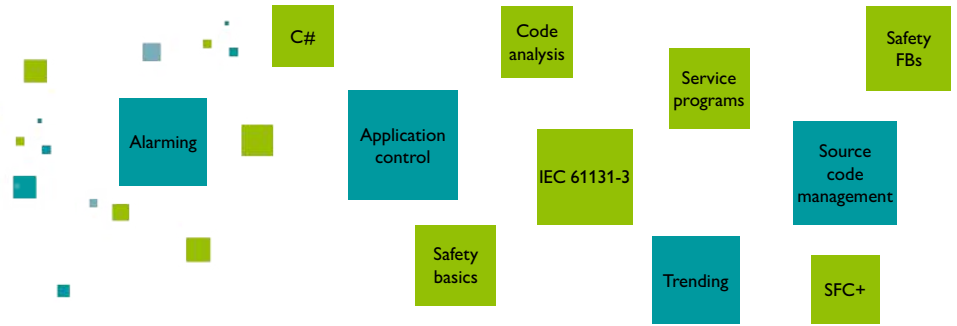 C#
Code
analysis
Safety
FBs
Service
programs
Alarming
Application
control
IEC 61131-3
Source
code
management
Safety
basics
Trending
SFC+